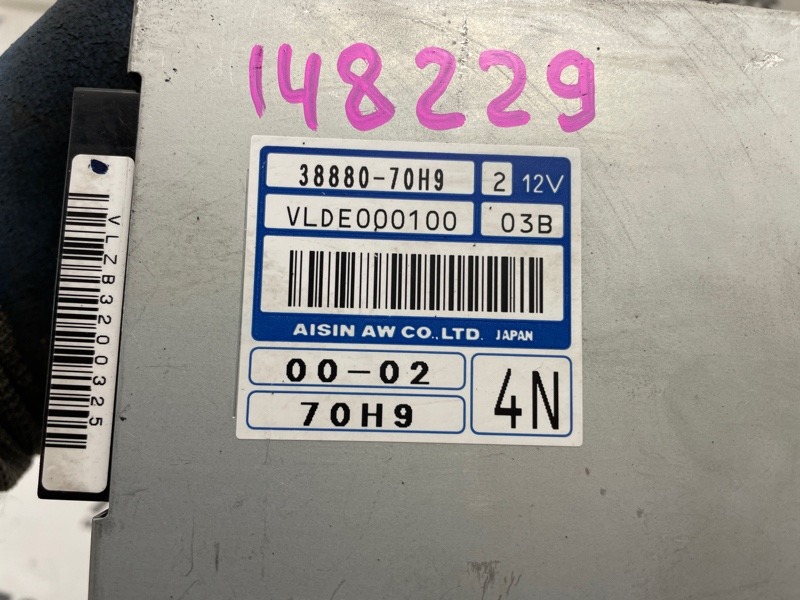 148229
38880-70H9 2 12V
VLDE000100 03B
AISIN AW CO.,LTD. JAPAN
00-02
70H9
4N
VLZB3200325